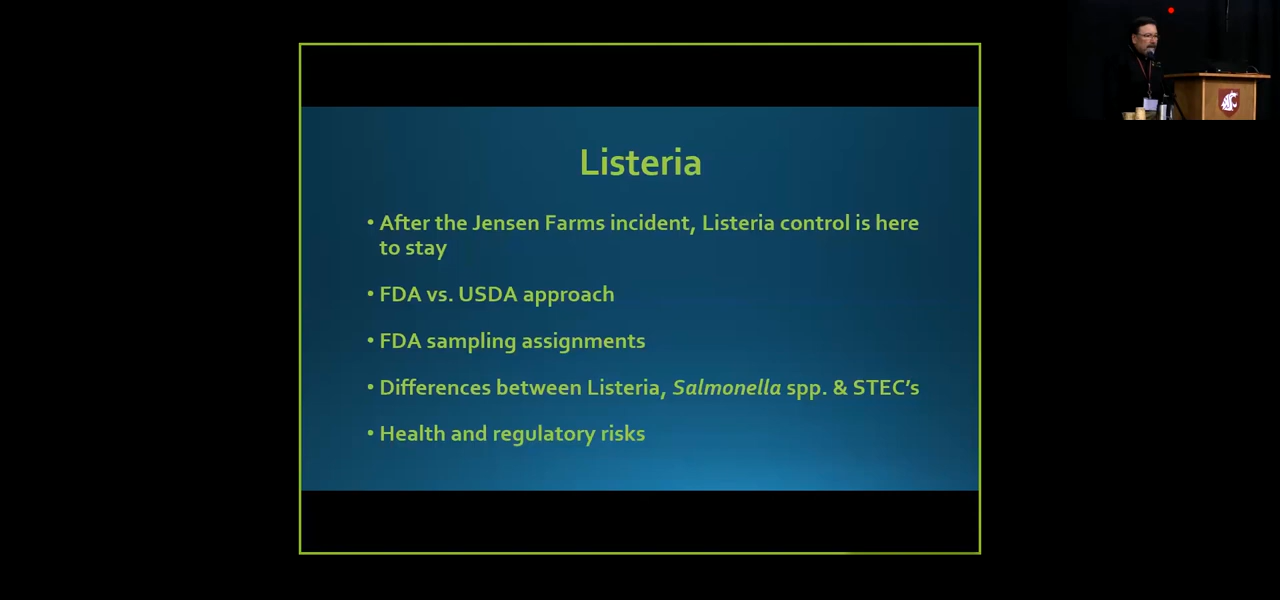 Listeria
• After the Jensen Farms incident, Listeria control is here
to stay
• FDA vs. USDA approach
• FDA sampling assignments
• Differences between Listeria, Salmonella spp. & STEC's
• Health and regulatory risks